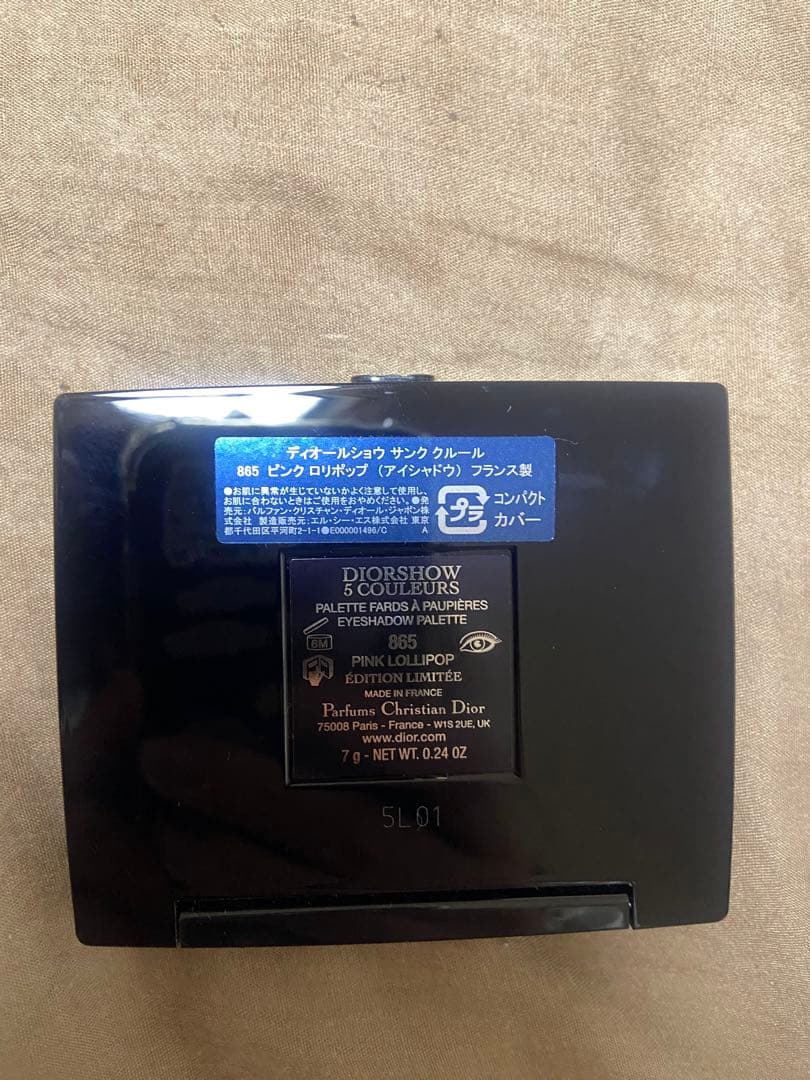 ディオールショウ サンク クルール
865 ピンク ロリポップ (アイシャドウ) フランス製
●お肌に異常が生じていないかよく注意して使用し、
お肌に合わないときはご使用をおやめください。●発
売元:パルファン・クリスチャン・ディオール・ジャポン株
式会社 製造販売元:エル・シー・エス株式会社 東京
都千代田区平河町2-1-1●E000001496/C A
プラ
コンパクト
カバー
DIORSHOW
5 COULEURS
PALETTE FARDS À PAUPIÈRES
EYESHADOW PALETTE
6M
865
PINK LOLLIPOP
ÉDITION LIMITÉE
MADE IN FRANCE
Parfums Christian Dior
75008 Paris - France - W1S 2UE, UK
www.dior.com
7 g - NET WT. 0.24 OZ
5L01